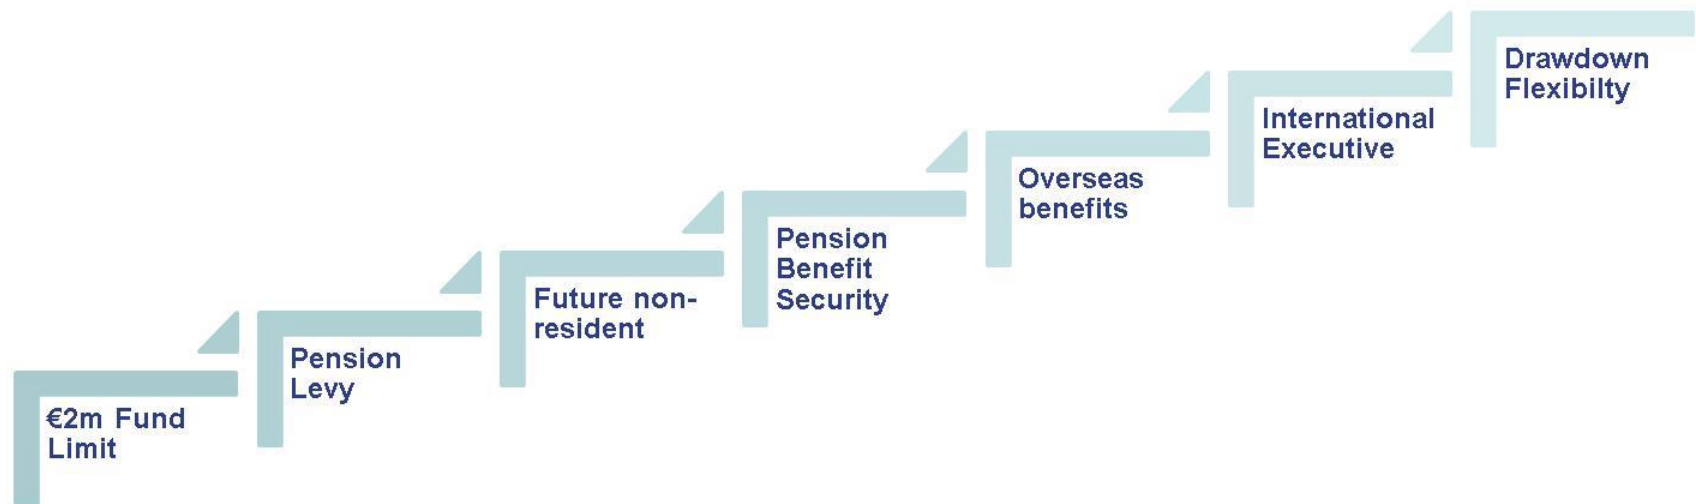 €2m Fund
Limit
Pension
Levy
Future non-
resident
Pension
Benefit
Security
Overseas
benefits
International
Executive
Drawdown
Flexibilty